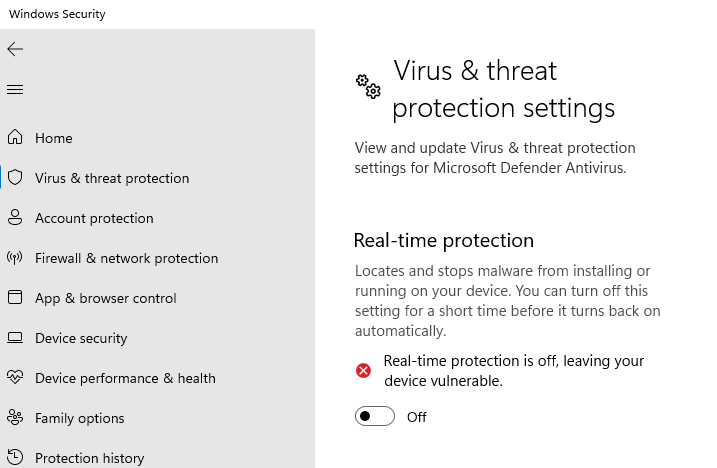 Windows Security
Home
Virus & threat protection
Account protection
Firewall & network protection
App & browser control
Device security
Device performance & health
Family options
Protection history
Virus & threat
protection settings
View and update Virus & threat protection
settings for Microsoft Defender Antivirus.
Real-time protection
Locates and stops malware from installing or
running on your device. You can turn off this
setting for a short time before it turns back on
automatically.
Real-time protection is off, leaving your
device vulnerable.
Off